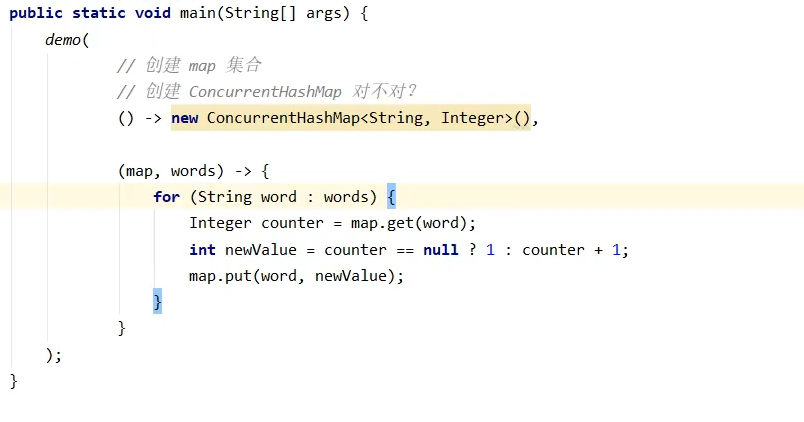 public static void main(String[] args) {
demo(
// 创建 map 集合
// 创建 ConcurrentHashMap 对不对？
() -> new ConcurrentHashMap<String, Integer>(),
(map, words) -> {
for (String word : words) {
Integer counter = map.get(word);
int newValue = counter == null ? 1 : counter + 1;
map.put(word, newValue);
}
}
);
}